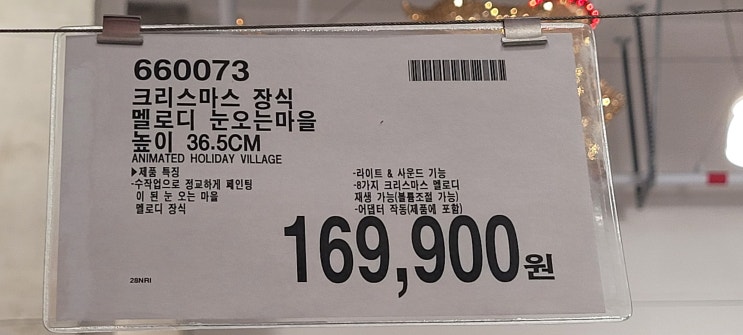 660073
크리스마스 장식
멜로디 눈오는마을
높이 36.5CM
ANIMATED HOLIDAY VILLAGE
▶제품 특징
-수작업으로 정교하게 페인팅
이 된 눈 오는 마을
멜로디 장식
-라이트 & 사운드 기능
-8가지 크리스마스 멜로디
재생 가능(볼륨조절 가능)
-어댑터 작동(제품에 포함)
169,900원
28NRI